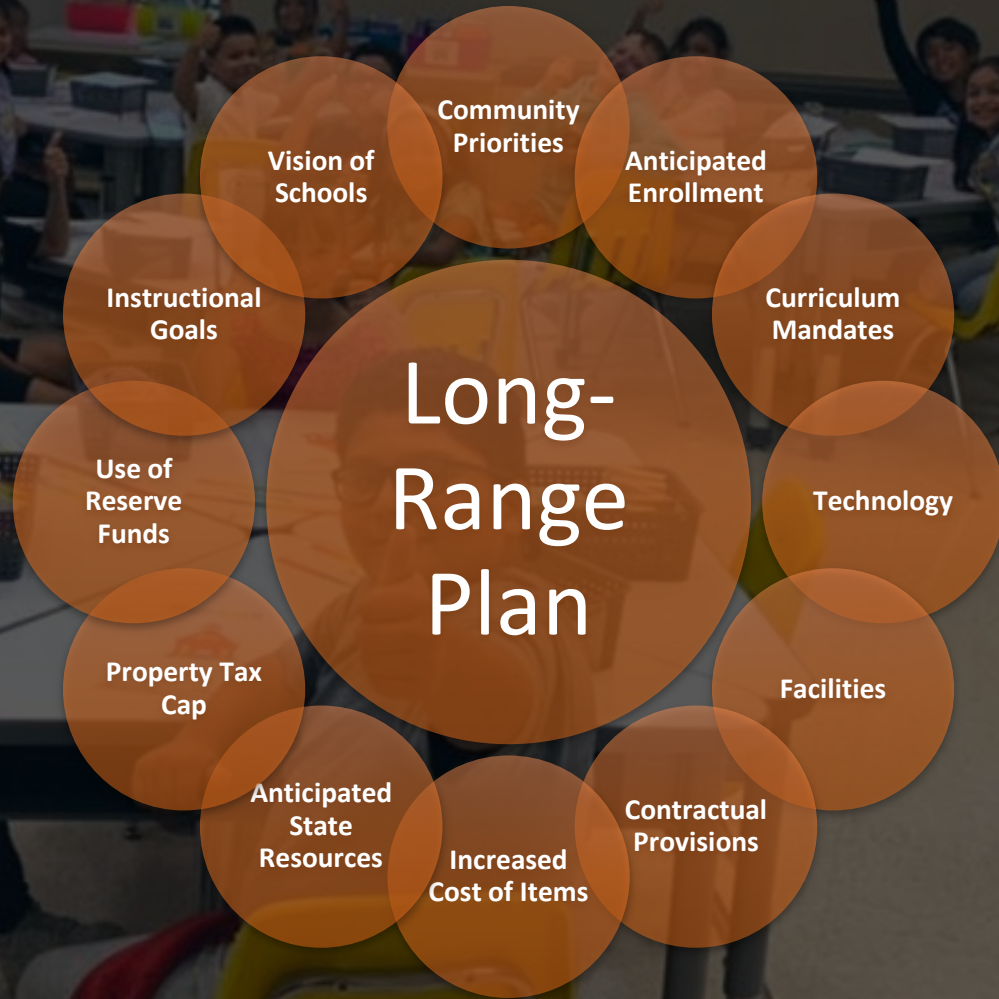 Community
Priorities
Anticipated
Enrollment
Curriculum
Mandates
Technology
Facilities
Contractual
Provisions
Increased
Cost of Items
Anticipated
State
Resources
Property Tax
Cap
Use of
Reserve
Funds
Instructional
Goals
Vision of
Schools
Long-
Range
Plan